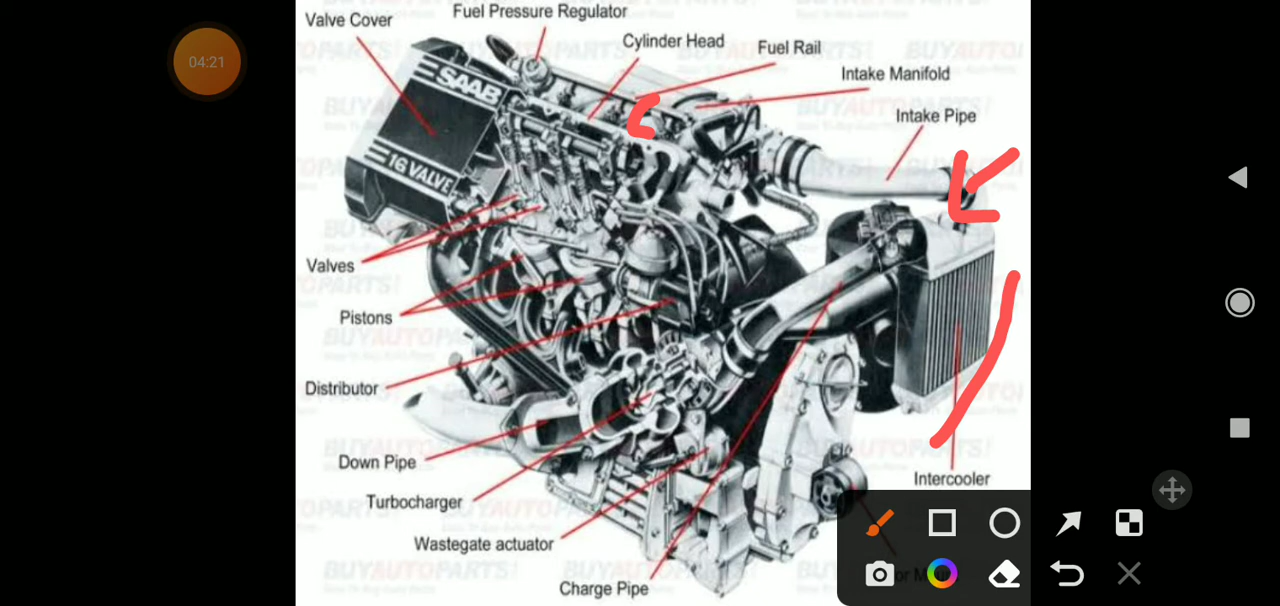 04:21
Valve Cover
Fuel Pressure Regulator
Cylinder Head
Fuel Rail
Intake Manifold
Intake Pipe
SAAB
16 VALVE
Valves
Pistons
Distributor
Down Pipe
Turbocharger
Wastegate actuator
Charge Pipe
Intercooler
BUYAUTOPARTS!